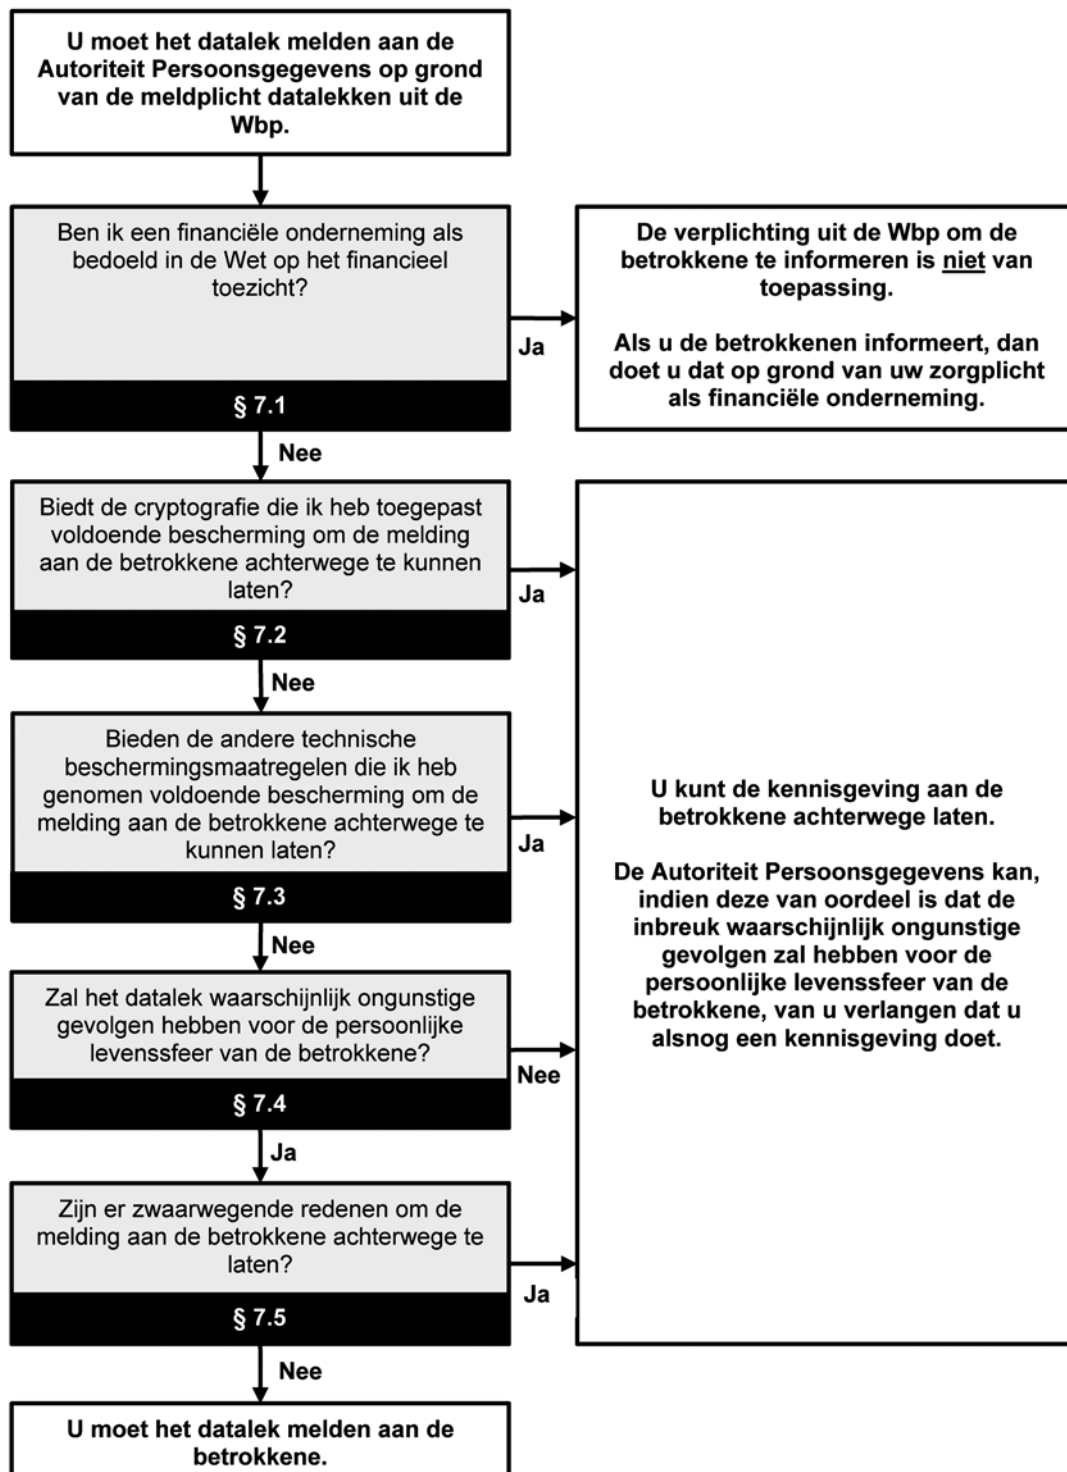 U moet het datalek melden aan de
Autoriteit Persoonsgegevens op grond
van de meldplicht datalekken uit de
Wbp.
Ben ik een financiële onderneming als
bedoeld in de Wet op het financieel
toezicht?
§ 7.1
Ja
De verplichting uit de Wbp om de
betrokkene te informeren is niet van
toepassing.
Als u de betrokkenen informeert, dan
doet u dat op grond van uw zorgplicht
als financiële onderneming.
Nee
Biedt de cryptografie die ik heb toegepast
voldoende bescherming om de melding
aan de betrokkene achterwege te kunnen
laten?
§ 7.2
Ja
Nee
Bieden de andere technische
beschermingsmaatregelen die ik heb
genomen voldoende bescherming om de
melding aan de betrokkene achterwege te
kunnen laten?
§ 7.3
Ja
Nee
Zal het datalek waarschijnlijk ongunstige
gevolgen hebben voor de persoonlijke
levenssfeer van de betrokkene?
§ 7.4
Nee
Ja
Zijn er zwaarwegende redenen om de
melding aan de betrokkene achterwege te
laten?
§ 7.5
Ja
U kunt de kennisgeving aan de
betrokkene achterwege laten.
De Autoriteit Persoonsgegevens kan,
indien deze van oordeel is dat de
inbreuk waarschijnlijk ongunstige
gevolgen zal hebben voor de
persoonlijke levenssfeer van de
betrokkene, van u verlangen dat u
alsnog een kennisgeving doet.
Nee
U moet het datalek melden aan de
betrokkene.